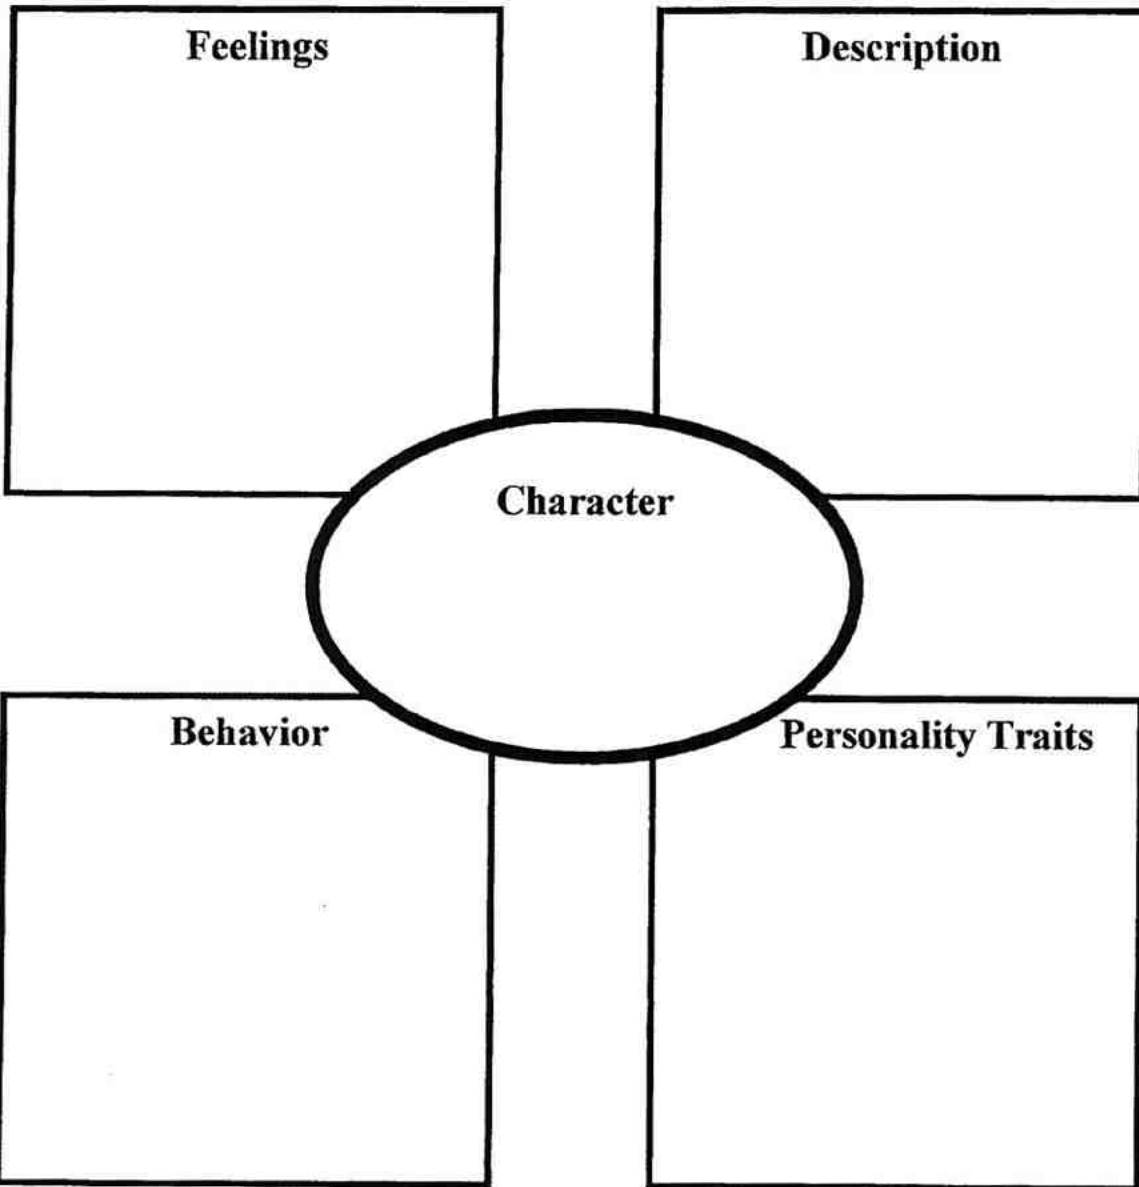 Feelings
Description
Character
Behavior
Personality Traits